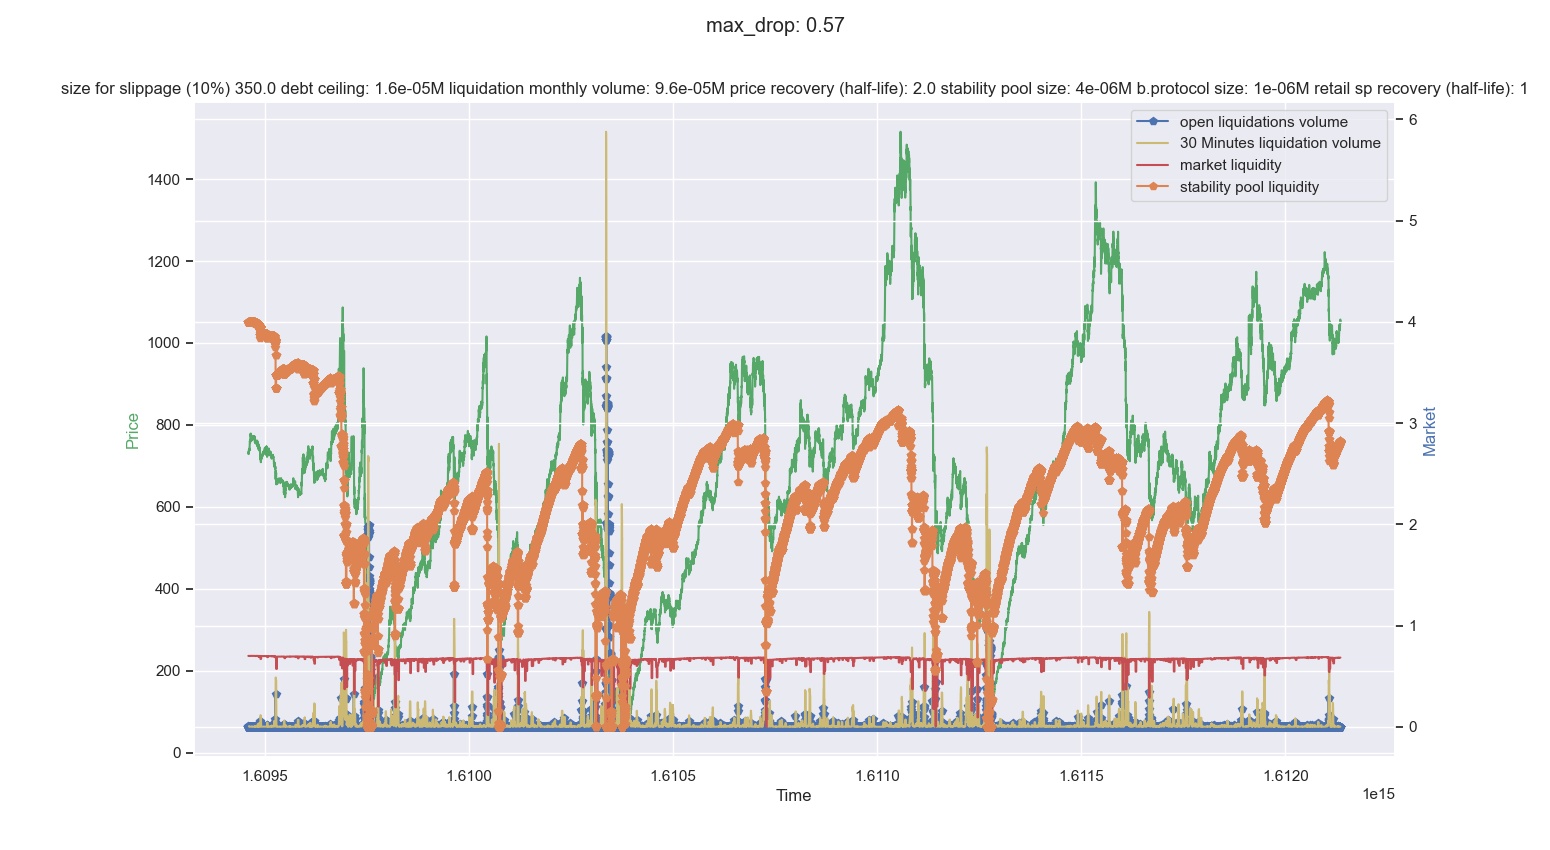 max_drop: 0.57
size for slippage (10%) 350.0 debt ceiling: 1.6e-05M liquidation monthly volume: 9.6e-05M price recovery (half-life): 2.0 stability pool size: 4e-06M b.protocol size: 1e-06M retail sp recovery (half-life): 1
open liquidations volume
30 Minutes liquidation volume
market liquidity
stability pool liquidity
1400
1200
1000
800
600
400
200
0
Price
6
5
4
3
2
1
0
Market
1.6095
1.6100
1.6105
1.6110
1.6115
1.6120
Time
1e15